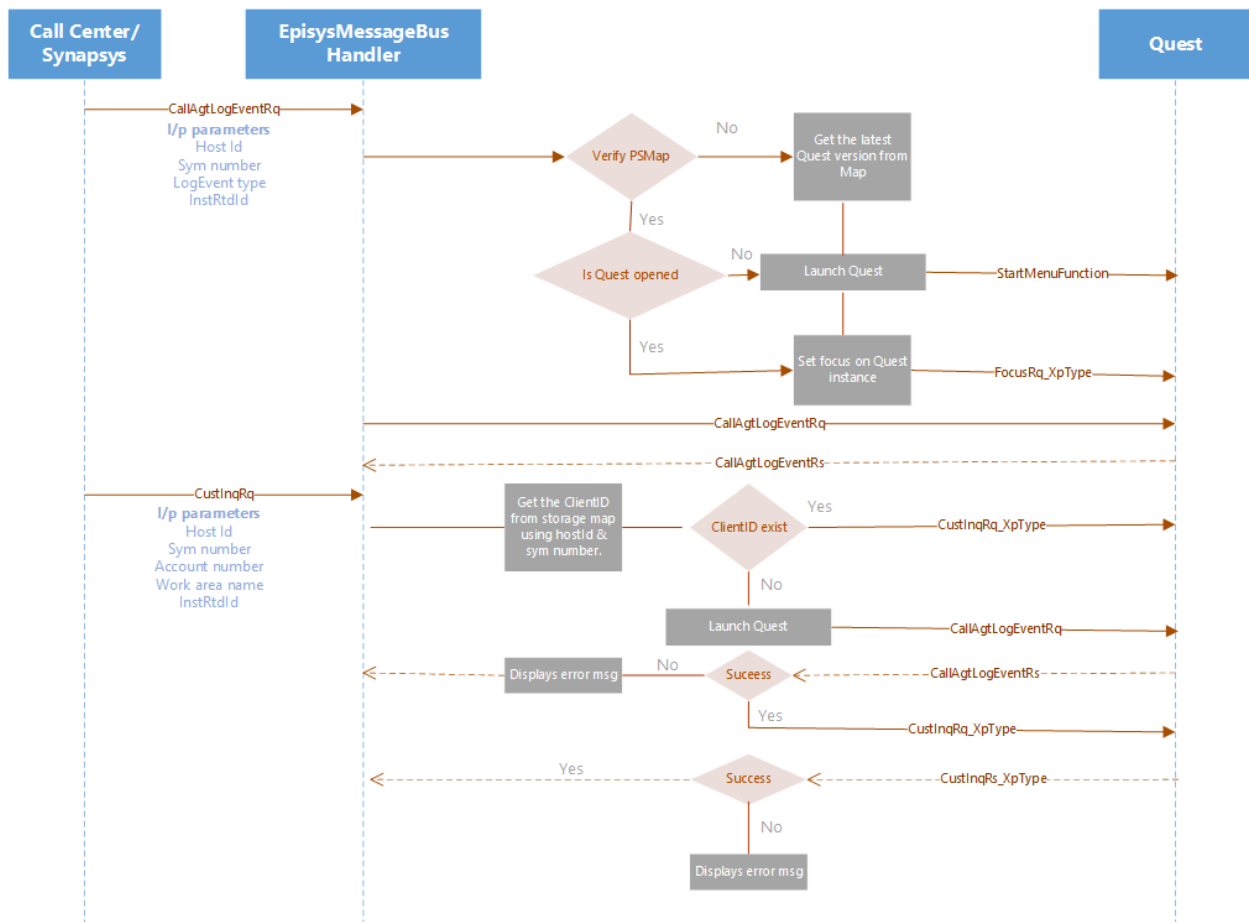 Call Center/
Synapsys
EpisysMessageBus
Handler
Quest
CallAgtLogEventRq
I/p parameters
Host Id
Sym number
LogEvent type
InstRtdId
Verify PSMap
No
Get the latest
Quest version from
Map
Yes
Is Quest opened
No
Launch Quest
StartMenuFunction
Yes
Set focus on Quest
instance
FocusRq_XpType
CallAgtLogEventRq
CallAgtLogEventRs
CustInqRq
I/p parameters
Host Id
Sym number
Account number
Work area name
InstRtdId
Get the ClientID
from storage map
using hostId &
sym number.
ClientID exist
Yes
CustInqRq_XpType
No
Launch Quest
CallAgtLogEventRq
Displays error msg
No
Suceess
CallAgtLogEventRs
Yes
CustInqRq_XpType
Yes
Success
CustInqRs_XpType
No
Displays error msg